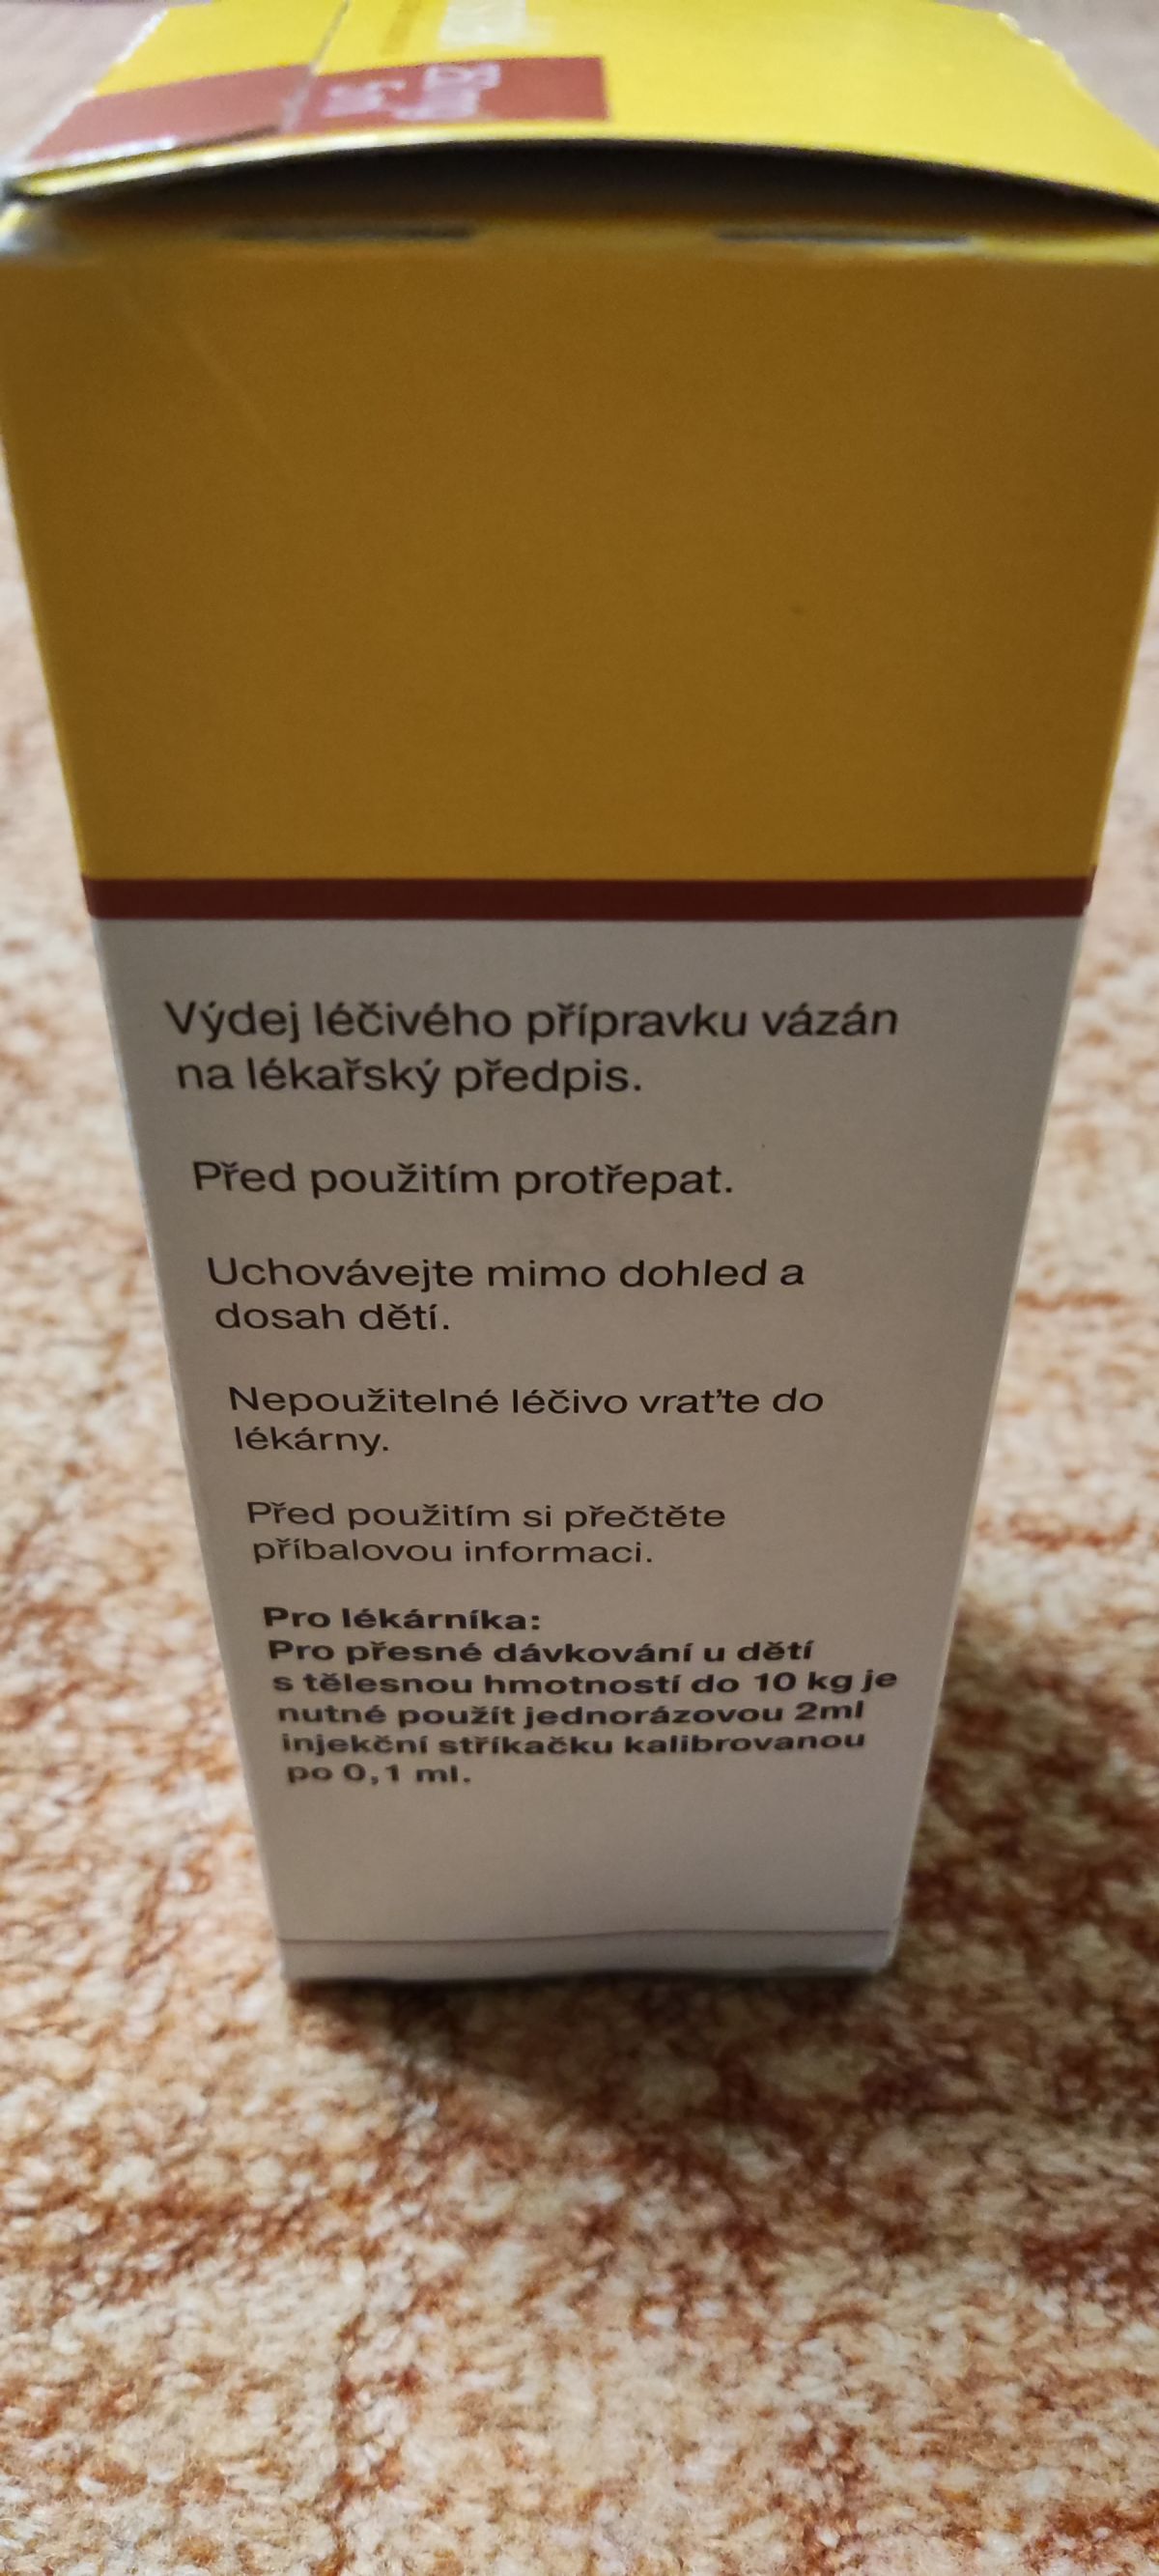 Výdej léčivého přípravku vázán
na lékařský předpis.
Před použitím protřepat.
Uchovávejte mimo dohled a
dosah dětí.
Nepoužitelné léčivo vraťte do
lékárny.
Před použitím si přečtěte
příbalovou informaci.
Pro lékárníka:
Pro přesné dávkování u dětí
s tělesnou hmotností do 10 kg je
nutné použít jednorázovou 2ml
injekční stříkačku kalibrovanou
po 0,1 ml.